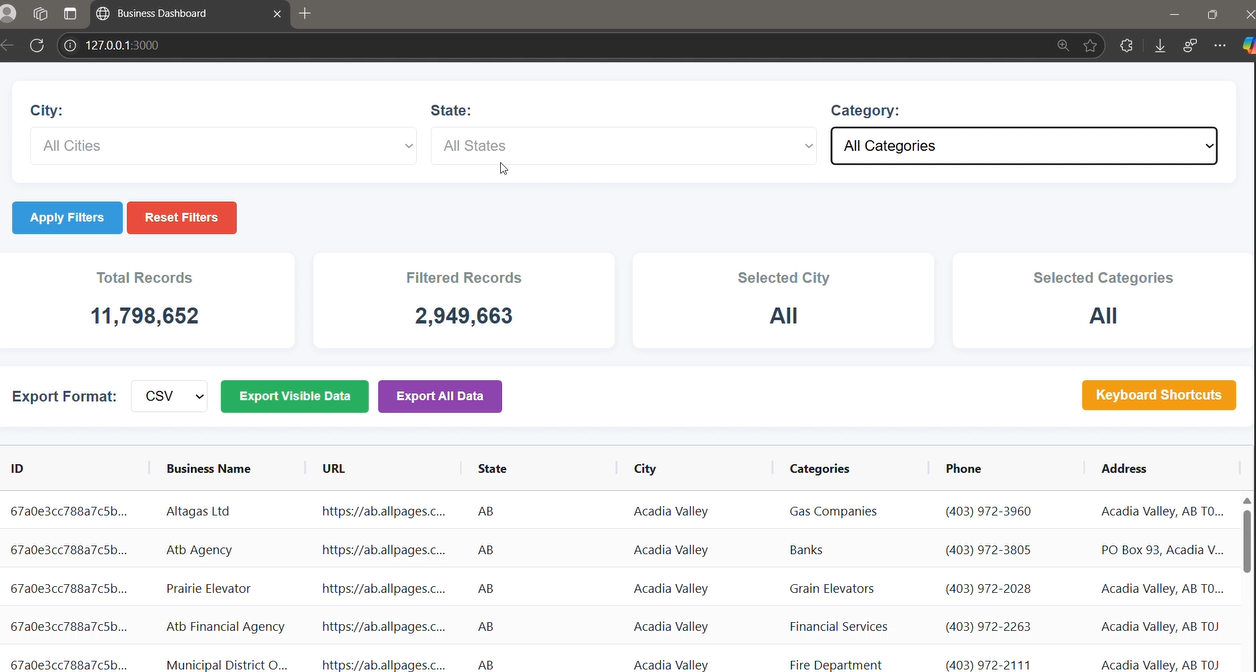 Business Dashboard
127.0.0.1:3000
City: State: Category:
All Cities All States All Categories
Apply Filters Reset Filters
Total Records Filtered Records Selected City Selected Categories
11,798,652 2,949,663 All All
Export Format: CSV Export Visible Data Export All Data Keyboard Shortcuts
ID Business Name URL State City Categories Phone Address
67a0e3cc788a7c5b... Altagas Ltd https://ab.allpages.c... AB Acadia Valley Gas Companies (403) 972-3960 Acadia Valley, AB T0...
67a0e3cc788a7c5b... Atb Agency https://ab.allpages.c... AB Acadia Valley Banks (403) 972-3805 PO Box 93, Acadia V...
67a0e3cc788a7c5b... Prairie Elevator https://ab.allpages.c... AB Acadia Valley Grain Elevators (403) 972-2028 Acadia Valley, AB T0...
67a0e3cc788a7c5b... Atb Financial Agency https://ab.allpages.c... AB Acadia Valley Financial Services (403) 972-2263 Acadia Valley, AB T0J
67a0e3cc788a7c5b... Municipal District O... https://ab.allpages.c... AB Acadia Valley Fire Department (403) 972-2111 Acadia Valley, AB T0J